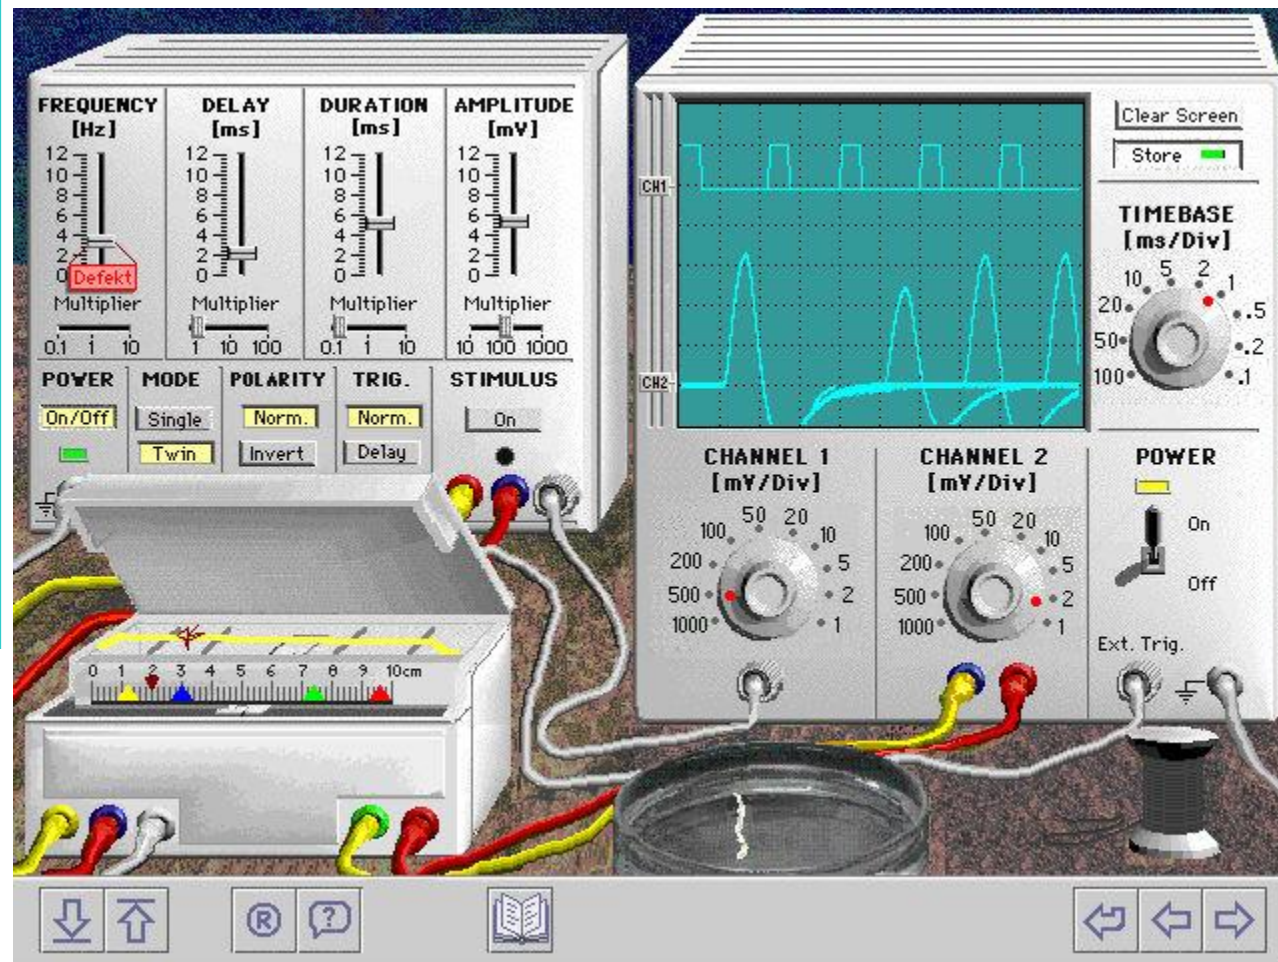 FREQUENCY DELAY DURATION AMPLITUDE
[Hz] [ms] [ms] [mV]
12 12 12 12
10 10 10 10
8 8 8 8
6 6 6 6
4 4 4 4
2 2 2 2
0 0 0 0
Defekt
Multiplier Multiplier Multiplier Multiplier
0.1 1 10 1 10 100 0.1 1 10 10 100 1000
POWER MODE POLARITY TRIG. STIMULUS
On/Off Single Norm. Norm. On
Twin Invert Delay
Clear Screen
Store
CH1
CH2
TIMEBASE
[ms/Div]
100 50 20 10 5 2 1 .5 .2 .1
CHANNEL 1
[mV/Div]
1000 500 200 100 50 20 10 5 2 1
CHANNEL 2
[mV/Div]
1000 500 200 100 50 20 10 5 2 1
POWER
On
Off
Ext. Trig.
0 1 2 3 4 5 6 7 8 9 10cm
®
?